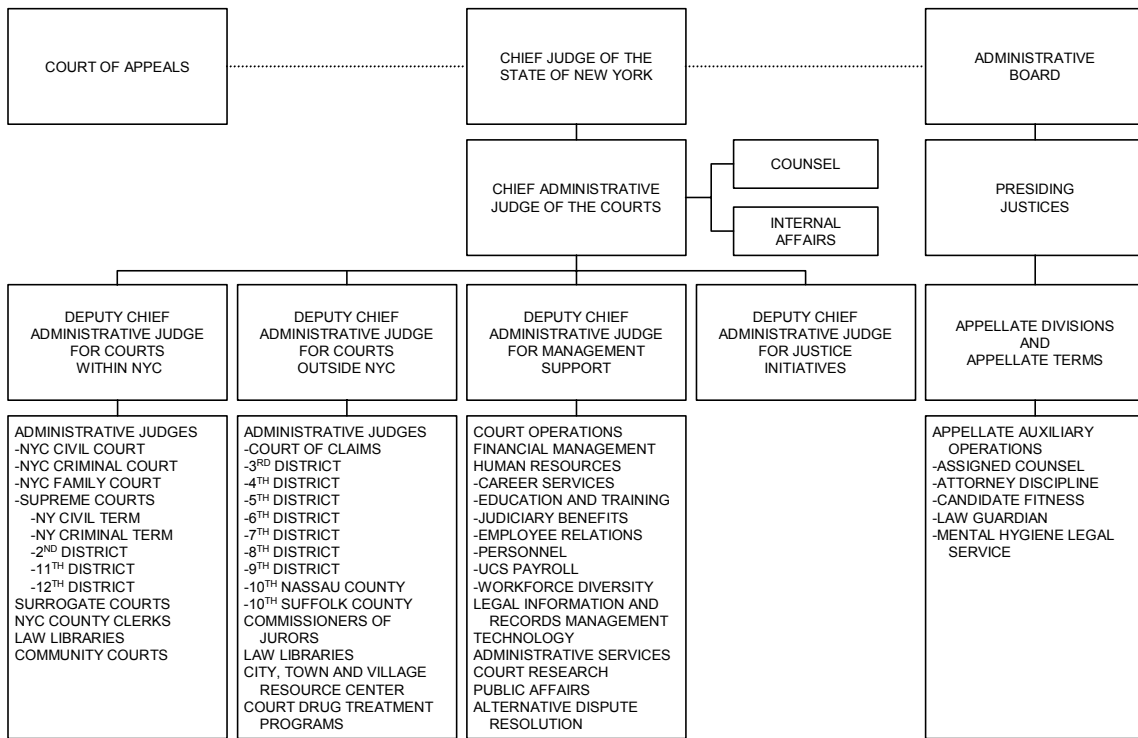 COURT OF APPEALS
CHIEF JUDGE OF THE
STATE OF NEW YORK
ADMINISTRATIVE
BOARD
CHIEF ADMINISTRATIVE
JUDGE OF THE COURTS
COUNSEL
INTERNAL
AFFAIRS
PRESIDING
JUSTICES
DEPUTY CHIEF
ADMINISTRATIVE JUDGE
FOR COURTS
WITHIN NYC
DEPUTY CHIEF
ADMINISTRATIVE JUDGE
FOR COURTS
OUTSIDE NYC
DEPUTY CHIEF
ADMINISTRATIVE JUDGE
FOR MANAGEMENT
SUPPORT
DEPUTY CHIEF
ADMINISTRATIVE JUDGE
FOR JUSTICE
INITIATIVES
APPELLATE DIVISIONS
AND
APPELLATE TERMS
ADMINISTRATIVE JUDGES
-NYC CIVIL COURT
-NYC CRIMINAL COURT
-NYC FAMILY COURT
-SUPREME COURTS
-NY CIVIL TERM
-NY CRIMINAL TERM
-2ND DISTRICT
-11TH DISTRICT
-12TH DISTRICT
SURROGATE COURTS
NYC COUNTY CLERKS
LAW LIBRARIES
COMMUNITY COURTS
ADMINISTRATIVE JUDGES
-COURT OF CLAIMS
-3RD DISTRICT
-4TH DISTRICT
-5TH DISTRICT
-6TH DISTRICT
-7TH DISTRICT
-8TH DISTRICT
-9TH DISTRICT
-10TH NASSAU COUNTY
-10TH SUFFOLK COUNTY
COMMISSIONERS OF
JURORS
LAW LIBRARIES
CITY, TOWN AND VILLAGE
RESOURCE CENTER
COURT DRUG TREATMENT
PROGRAMS
COURT OPERATIONS
FINANCIAL MANAGEMENT
HUMAN RESOURCES
-CAREER SERVICES
-EDUCATION AND TRAINING
-JUDICIARY BENEFITS
-EMPLOYEE RELATIONS
-PERSONNEL
-UCS PAYROLL
-WORKFORCE DIVERSITY
LEGAL INFORMATION AND
RECORDS MANAGEMENT
TECHNOLOGY
ADMINISTRATIVE SERVICES
COURT RESEARCH
PUBLIC AFFAIRS
ALTERNATIVE DISPUTE
RESOLUTION
APPELLATE AUXILIARY
OPERATIONS
-ASSIGNED COUNSEL
-ATTORNEY DISCIPLINE
-CANDIDATE FITNESS
-LAW GUARDIAN
-MENTAL HYGIENE LEGAL
SERVICE